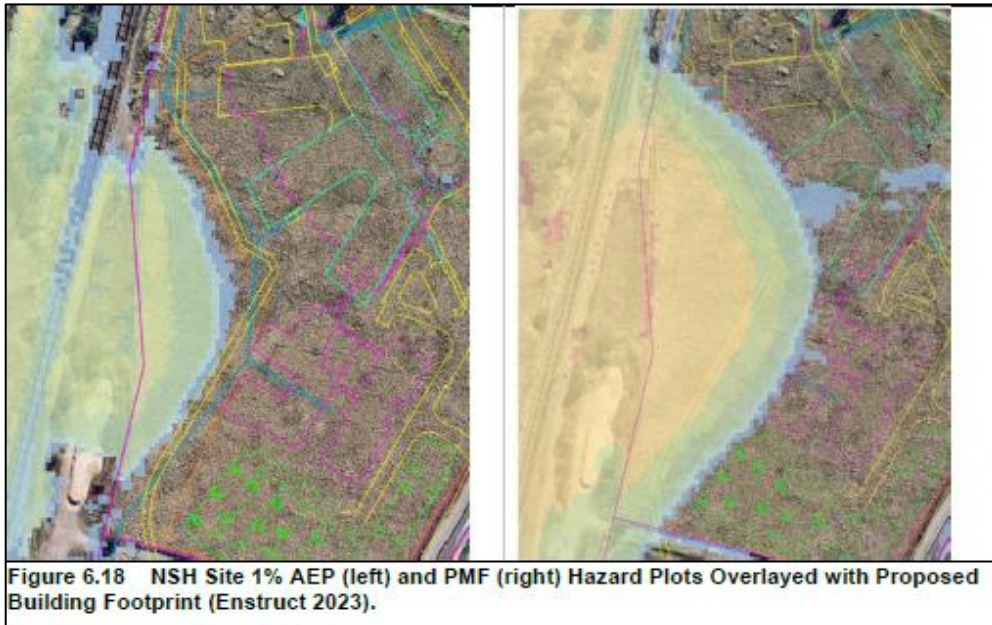 Figure 6.18 NSH Site 1% AEP (left) and PMF (right) Hazard Plots Overlayed with Proposed
Building Footprint (Enstruct 2023).